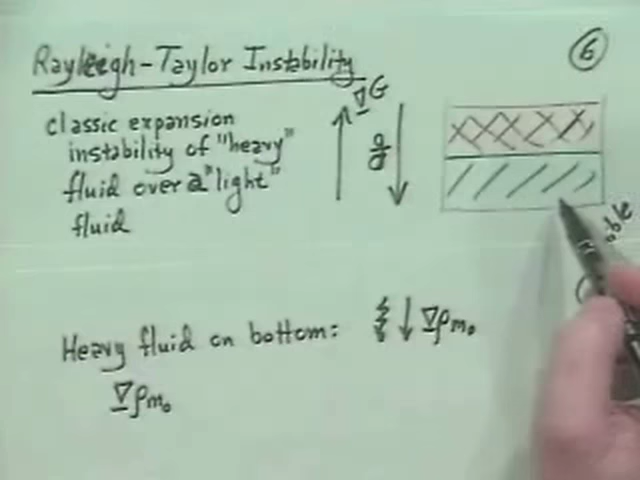 6
Rayleigh-Taylor Instability
classic expansion
instability of "heavy"
fluid over a "light"
fluid
∇G
g
Heavy fluid on bottom: ↓ ∇ρm₀
∇ρm₀